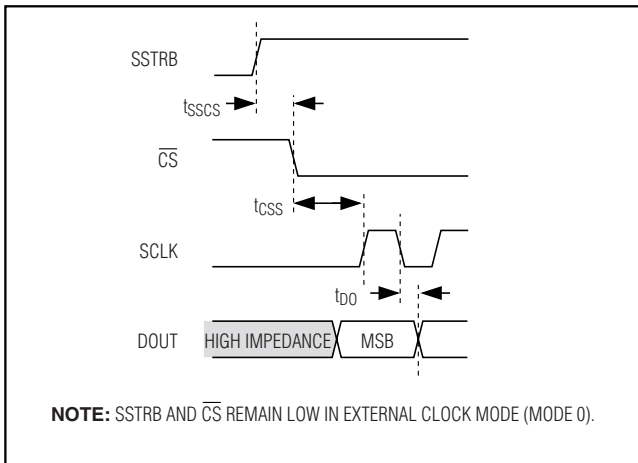 SSTRB
tSSCS
CS
tCSS
SCLK
tDO
DOUT HIGH IMPEDANCE MSB
NOTE: SSTRB AND CS REMAIN LOW IN EXTERNAL CLOCK MODE (MODE 0).